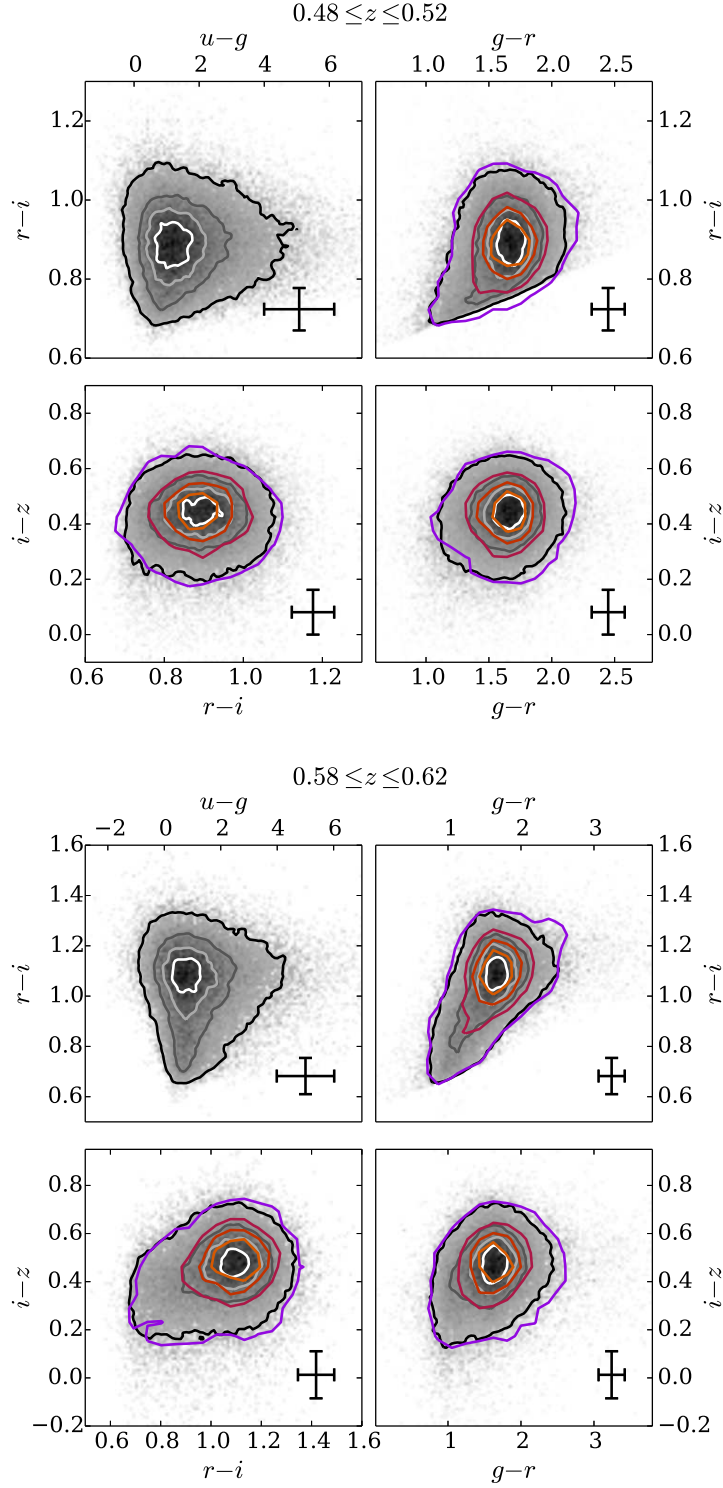 0.48 ≤ z ≤ 0.52
u−g g−r
0 2 4 6 1.0 1.5 2.0 2.5
1.2 1.2
1.0 1.0
r−i r−i
0.8 0.8
0.6 0.6
0.8 0.8
0.6 0.6
i−z 0.4 0.4 i−z
0.2 0.2
0.0 0.0
0.6 0.8 1.0 1.2 1.0 1.5 2.0 2.5
r−i g−r
0.58 ≤ z ≤ 0.62
u−g g−r
−2 0 2 4 6 1 2 3
1.6 1.6
1.4 1.4
1.2 1.2
r−i 1.0 1.0 r−i
0.8 0.8
0.6 0.6
0.8 0.8
0.6 0.6
i−z 0.4 0.4 i−z
0.2 0.2
0.0 0.0
−0.2 −0.2
0.6 0.8 1.0 1.2 1.4 1.6 1 2 3
r−i g−r